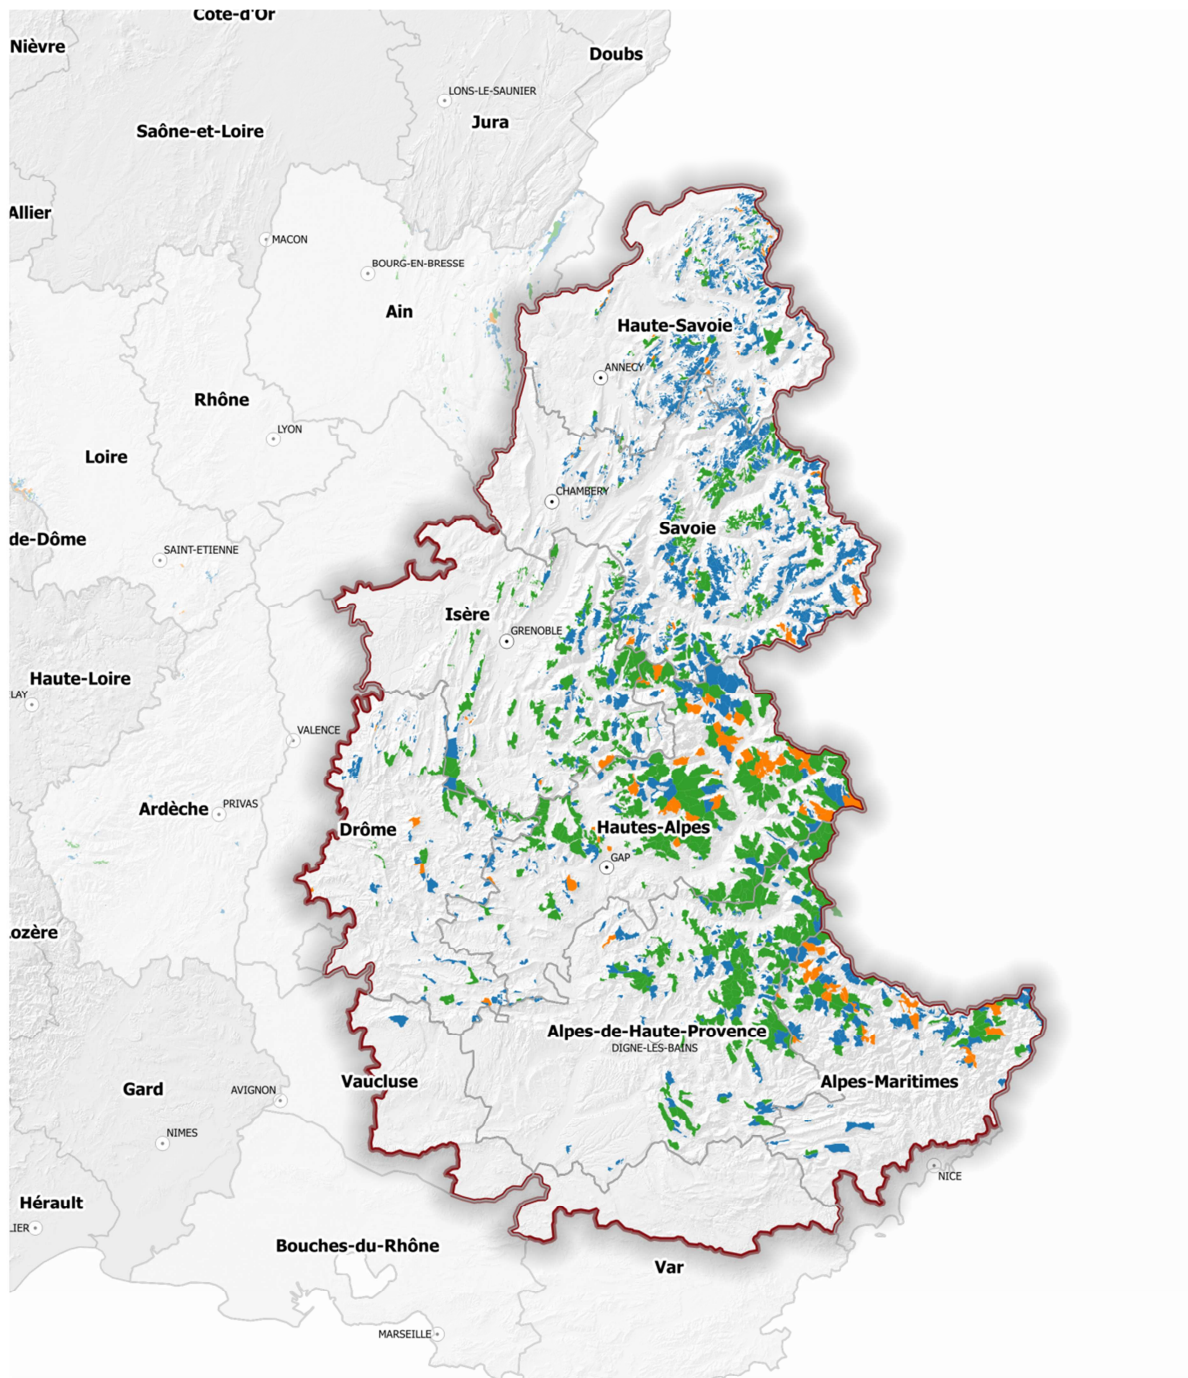 Côte-d'Or
Nièvre
Doubs
LONS-LE-SAUNIER
Jura
Saône-et-Loire
Allier
MACON
BOURG-EN-BRESSE
Ain
Haute-Savoie
ANNECY
Rhône
LYON
Loire
CHAMBERY
Savoie
de-Dôme
SAINT-ETIENNE
Isère
GRENOBLE
Haute-Loire
LAY
VALENCE
Ardèche
PRIVAS
Drôme
Hautes-Alpes
GAP
ozère
Alpes-de-Haute-Provence
DIGNE-LES-BAINS
Vaucluse
Alpes-Maritimes
Gard
AVIGNON
NIMES
NICE
Hérault
LIER
Bouches-du-Rhône
Var
MARSEILLE